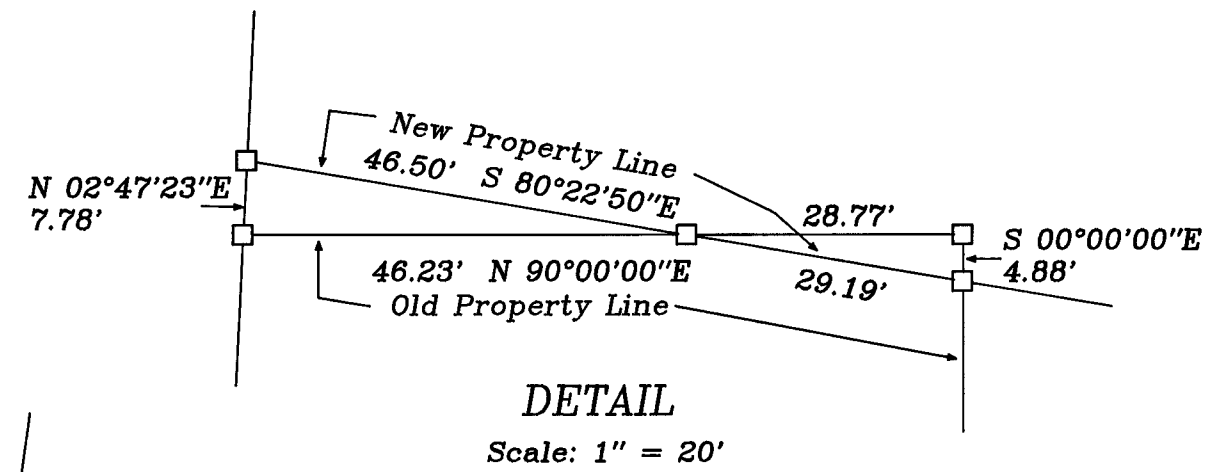 New Property Line
46.50' S 80°22'50"E
N 02°47'23"E
7.78'
28.77'
S 00°00'00"E
4.88'
46.23' N 90°00'00"E
29.19'
Old Property Line
DETAIL
Scale: 1" = 20'